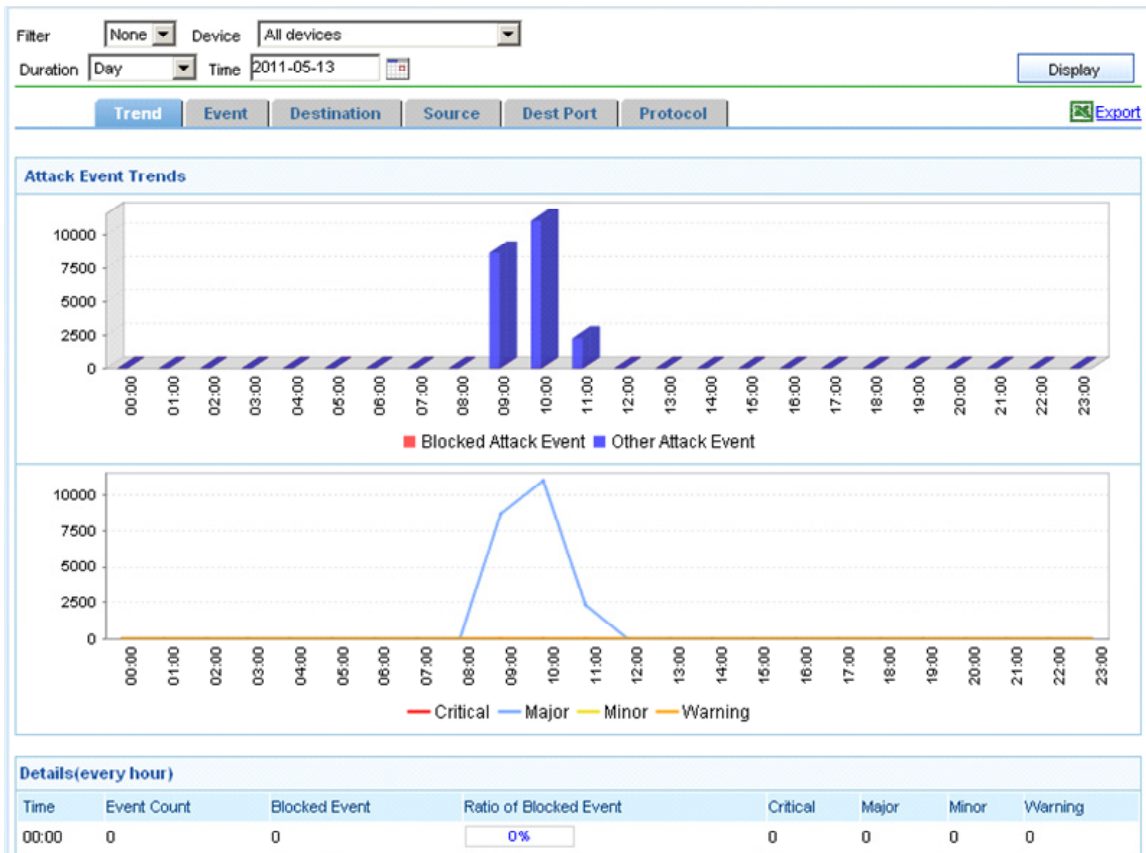 Filter None Device All devices
Duration Day Time 2011-05-13 Display
Trend Event Destination Source Dest Port Protocol Export
Attack Event Trends
10000
7500
5000
2500
0
00:00 01:00 02:00 03:00 04:00 05:00 06:00 07:00 08:00 09:00 10:00 11:00 12:00 13:00 14:00 15:00 16:00 17:00 18:00 19:00 20:00 21:00 22:00 23:00
Blocked Attack Event Other Attack Event
10000
7500
5000
2500
0
00:00 01:00 02:00 03:00 04:00 05:00 06:00 07:00 08:00 09:00 10:00 11:00 12:00 13:00 14:00 15:00 16:00 17:00 18:00 19:00 20:00 21:00 22:00 23:00
Critical Major Minor Warning
Details(every hour)
Time Event Count Blocked Event Ratio of Blocked Event Critical Major Minor Warning
00:00 0 0 0% 0 0 0 0